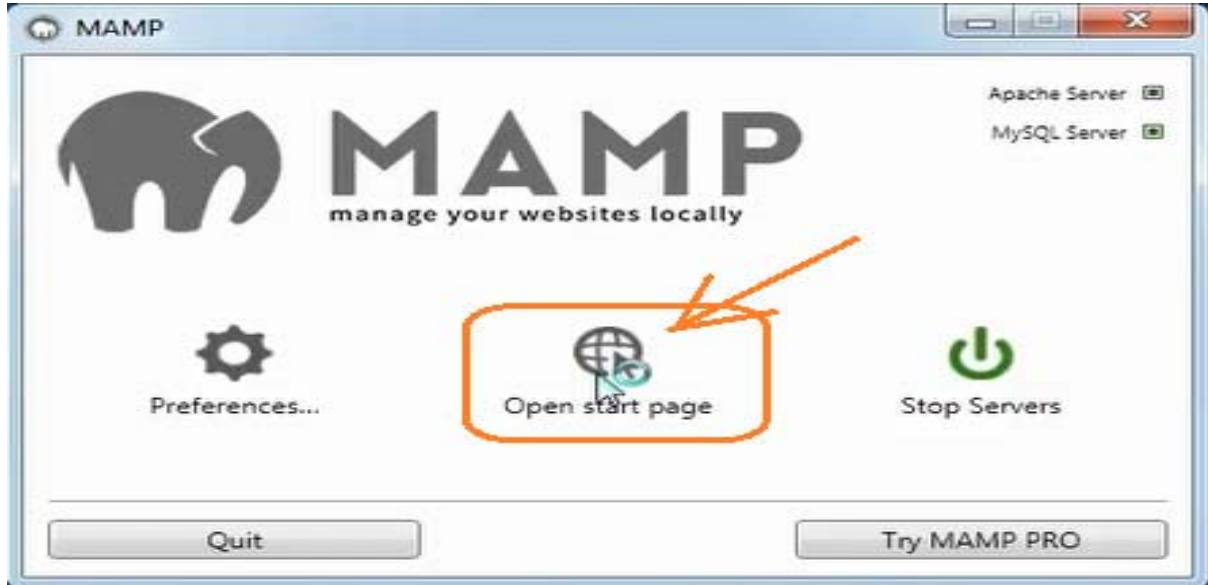 MAMP
Apache Server
MySQL Server
MAMP
manage your websites locally
Preferences...
Open start page
Stop Servers
Quit
Try MAMP PRO